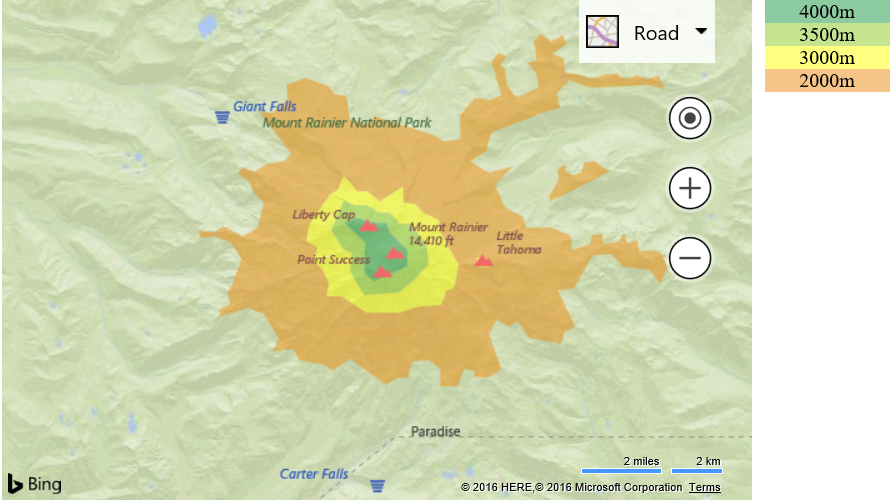 Road
4000m
3500m
3000m
2000m
Giant Falls
Mount Rainier National Park
Liberty Cap
Mount Rainier
14,410 ft
Little
Tahoma
Point Success
Paradise
Carter Falls
2 miles
2 km
Bing
© 2016 HERE,© 2016 Microsoft Corporation Terms